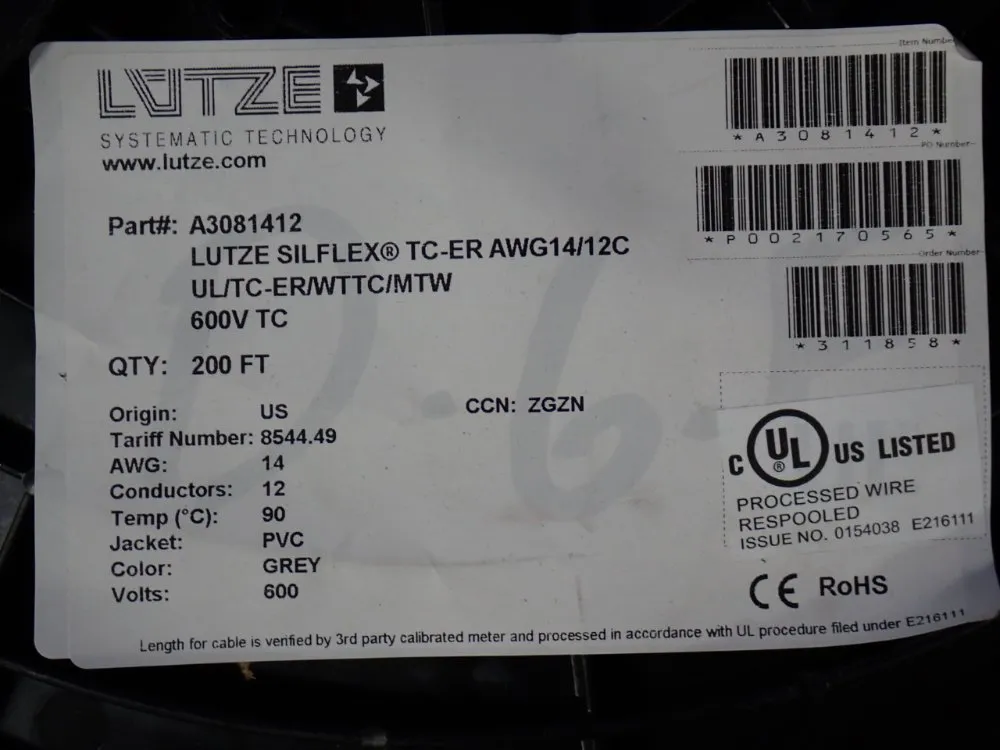 LUTZE
SYSTEMATIC TECHNOLOGY
www.lutze.com
Item Number
*A3081412*
PO Number
*P002170565*
Order Number
*311858*
Part#: A3081412
LUTZE SILFLEX® TC-ER AWG14/12C
UL/TC-ER/WTTC/MTW
600V TC
QTY: 200 FT
Origin: US
CCN: ZGZN
Tariff Number: 8544.49
AWG: 14
Conductors: 12
Temp (°C): 90
Jacket: PVC
Color: GREY
Volts: 600
C UL ® US LISTED
PROCESSED WIRE
RESPOOLED
ISSUE NO. 0154038 E216111
CE RoHS
Length for cable is verified by 3rd party calibrated meter and processed in accordance with UL procedure filed under E216111